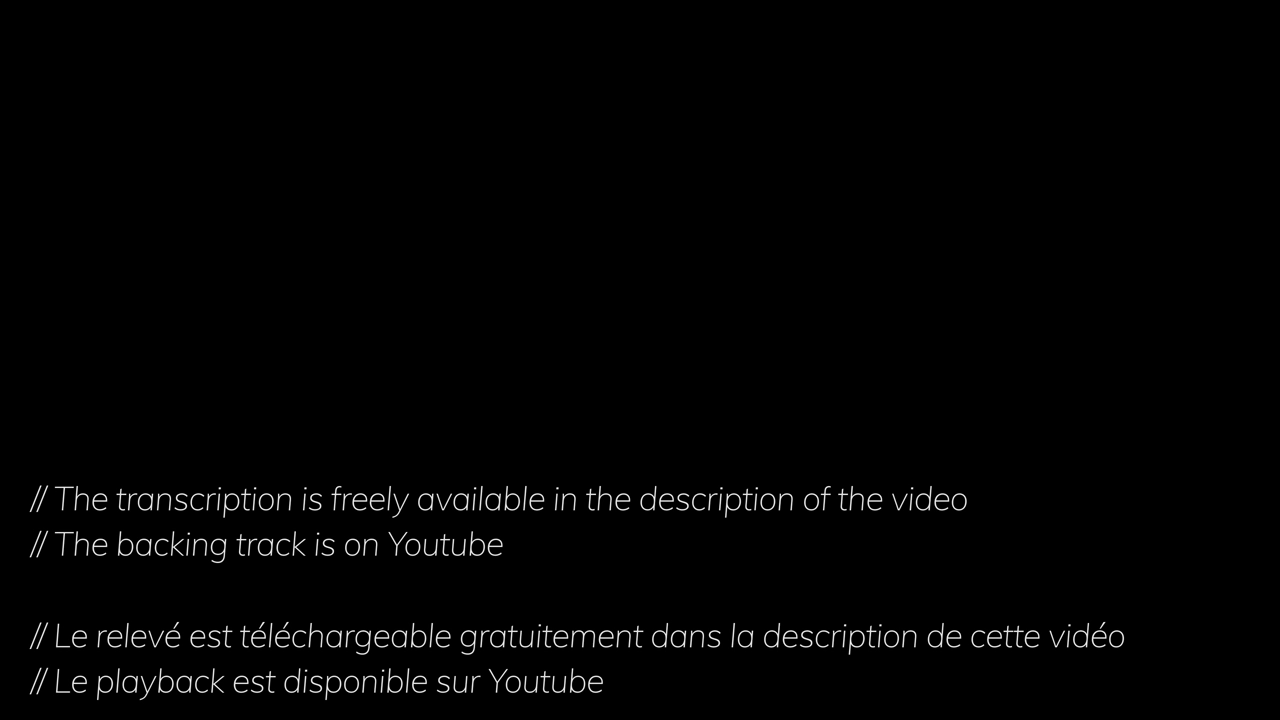 // The transcription is freely available in the description of the video
// The backing track is on Youtube
// Le relevé est téléchargeable gratuitement dans la description de cette vidéo
// Le playback est disponible sur Youtube